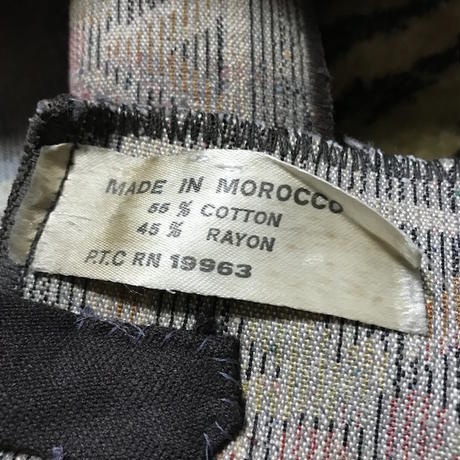 MADE IN MOROCCO
55 % COTTON
45 % RAYON
P.T.C RN 19963